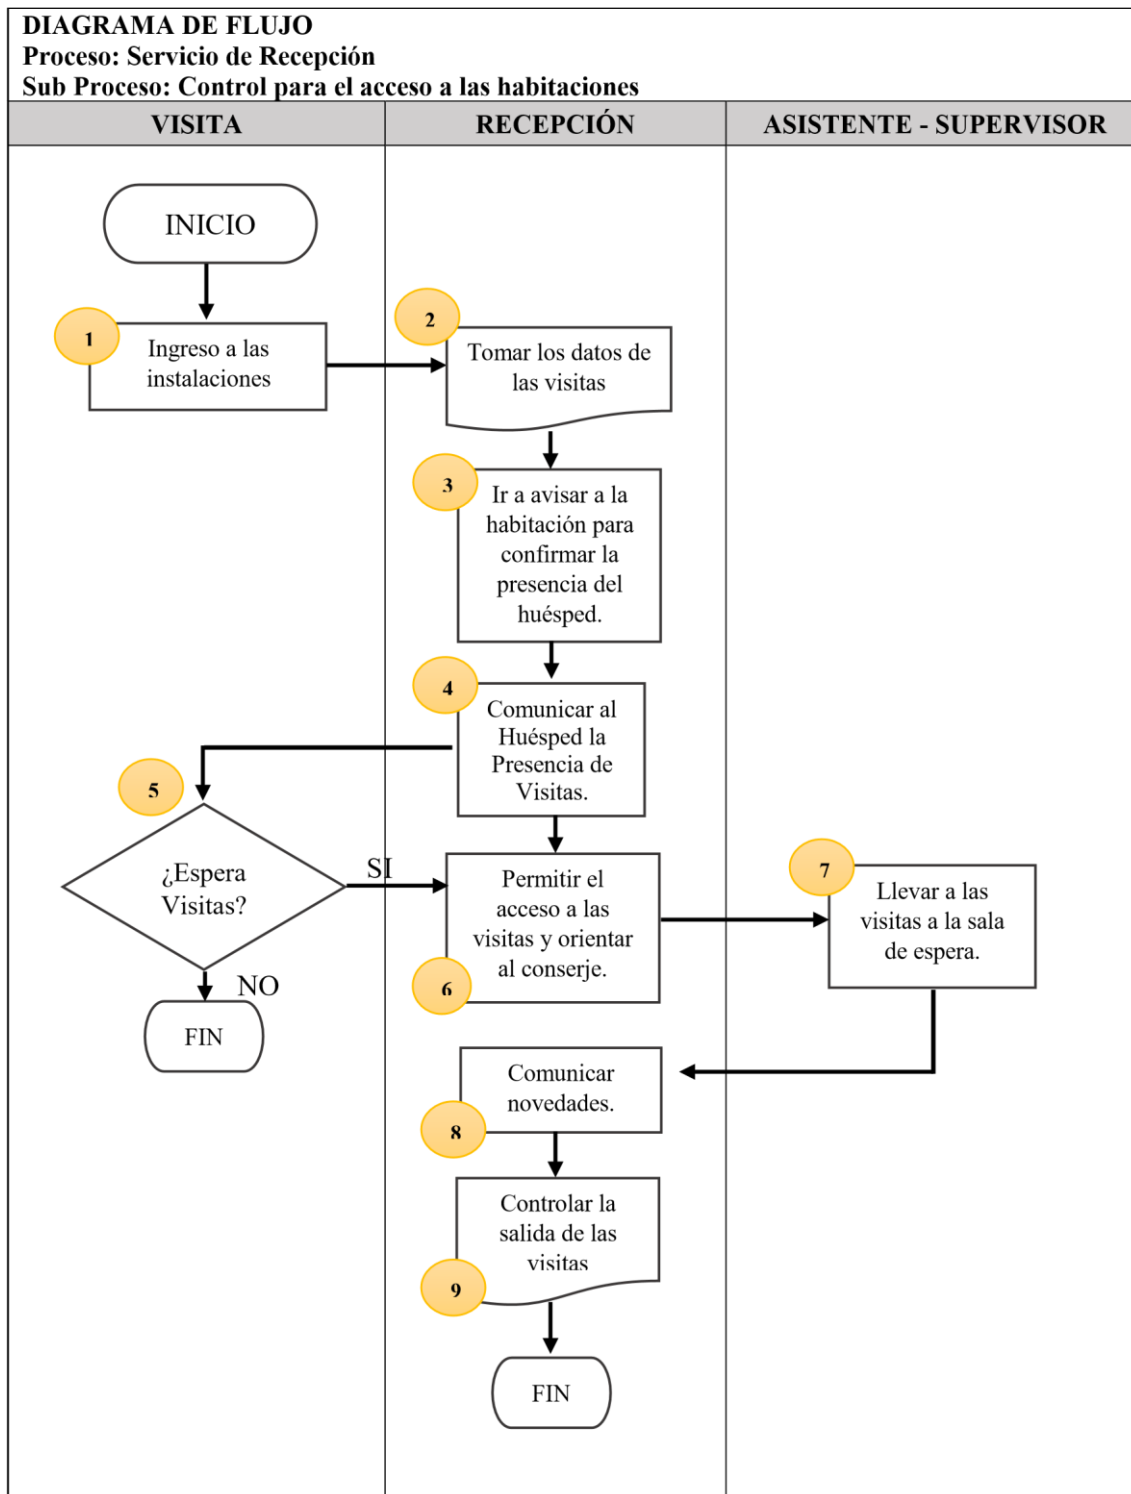 DIAGRAMA DE FLUJO
Proceso: Servicio de Recepción
Sub Proceso: Control para el acceso a las habitaciones
VISITA
RECEPCIÓN
ASISTENTE - SUPERVISOR
INICIO
1
Ingreso a las
instalaciones
2
Tomar los datos de
las visitas
3
Ir a avisar a la
habitación para
confirmar la
presencia del
huésped.
4
Comunicar al
Huésped la
Presencia de
Visitas.
5
¿Espera
Visitas?
SI
NO
FIN
Permitir el
acceso a las
visitas y orientar
al conserje.
6
7
Llevar a las
visitas a la sala
de espera.
Comunicar
novedades.
8
Controlar la
salida de las
visitas
9
FIN